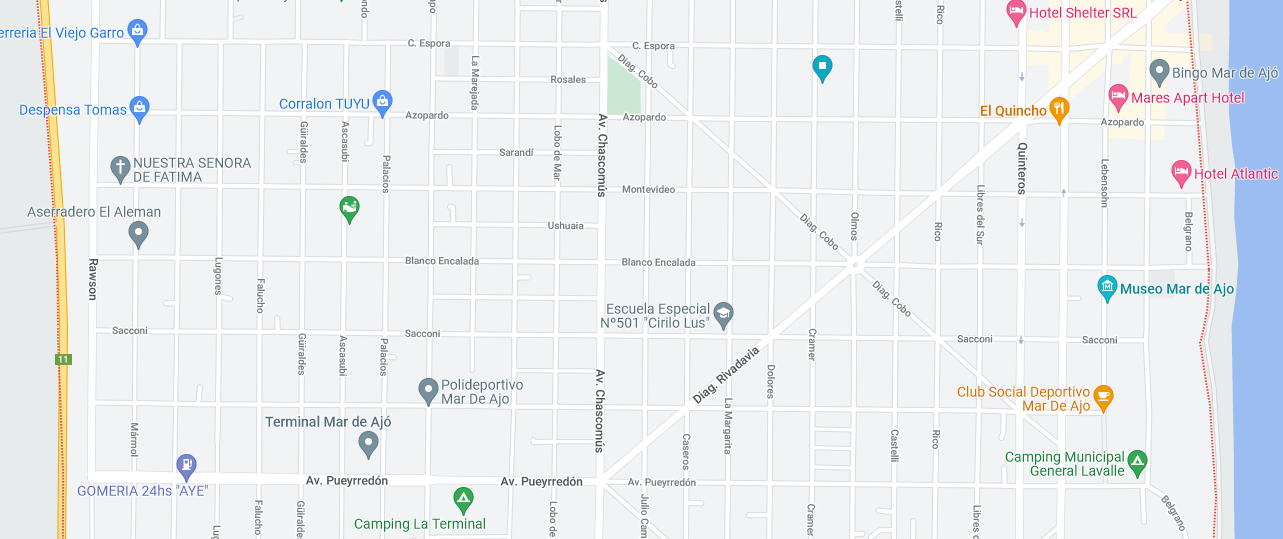 Castelli
Rico
Hotel Shelter SRL
erreria El Viejo Garro
C. Espora
C. Espora
Diag. Cobo
Bingo Mar de Ajó
Rosales
La Marejada
Mares Apart Hotel
Despensa Tomas
Corralon TUYU
El Quincho
Azopardo
Azopardo
Azopardo
Güiraldes
Ascasubi
Av. Chascomús
Lobo de Mar
Sarandí
Quinteros
NUESTRA SENORA
DE FATIMA
Palacios
Montevideo
Lebensohn
Hotel Atlantic
Libres del Sur
Aserradero El Aleman
Ushuaia
Diag. Cobo
Olmos
Rico
Belgrano
Rawson
Lugones
Blanco Encalada
Blanco Encalada
Falucho
Diag. Cobo
Museo Mar de Ajo
Escuela Especial
N°501 "Cirilo Lus"
Sacconi
Sacconi
Sacconi
Sacconi
Güiraldes
Ascasubi
Palacios
Cramer
11
Diag. Rivadavia
Av. Chascomús
Dolores
Polideportivo
Mar De Ajo
Club Social Deportivo
Mar De Ajo
La Margarita
Terminal Mar de Ajó
Mármol
Caseros
Castelli
Rico
Camping Municipal
General Lavalle
GOMERIA 24hs "AYE"
Av. Pueyrredón
Av. Pueyrredón
Av. Pueyrredón
Camping La Terminal
Falucho
Güiraldes
Lobo de
Julio Cam
Cramer
Libres d
Belgrano
Lug